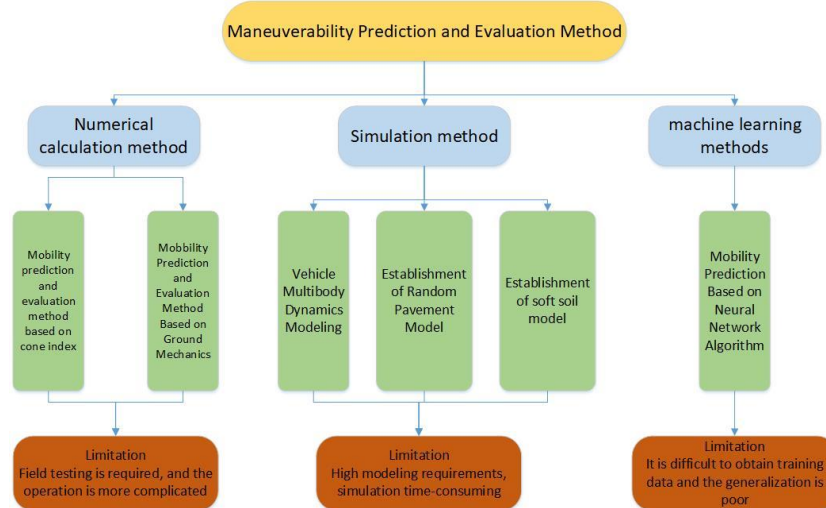 Maneuverability Prediction and Evaluation Method
Numerical
calculation method
Simulation method
machine learning
methods
Mobility
prediction
and
evaluation
method
based on
cone index
Mobbility
Prediction
and
Evaluation
Method
Based on
Ground
Mechanics
Vehicle
Multibody
Dynamics
Modeling
Establishment
of Random
Pavement
Model
Establishment
of soft soil
model
Mobility
Prediction
Based on
Neural
Network
Algorithm
Limitation
Field testing is required, and the
operation is more complicated
Limitation
High modeling requirements,
simulation time-consuming
Limitation
It is difficult to obtain training
data and the generalization is
poor